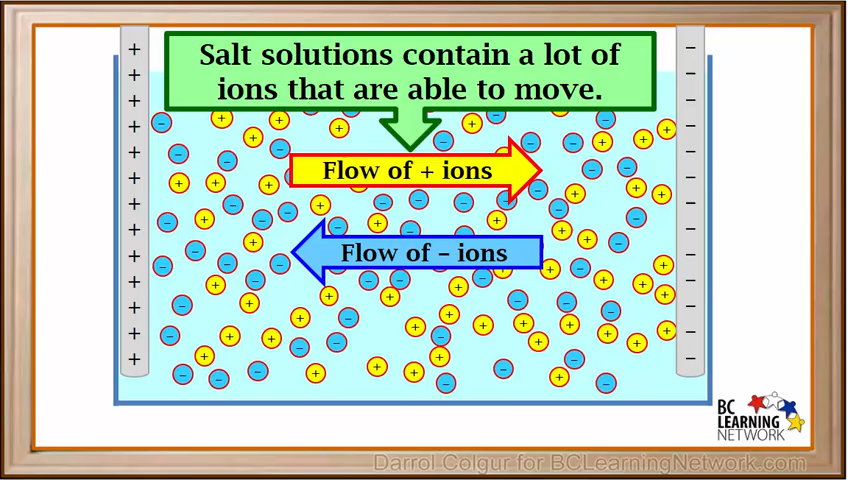 Salt solutions contain a lot of
ions that are able to move.
Flow of + ions
Flow of – ions
BC
LEARNING
NETWORK
Darrol Colgur for BCLearningNetwork.com